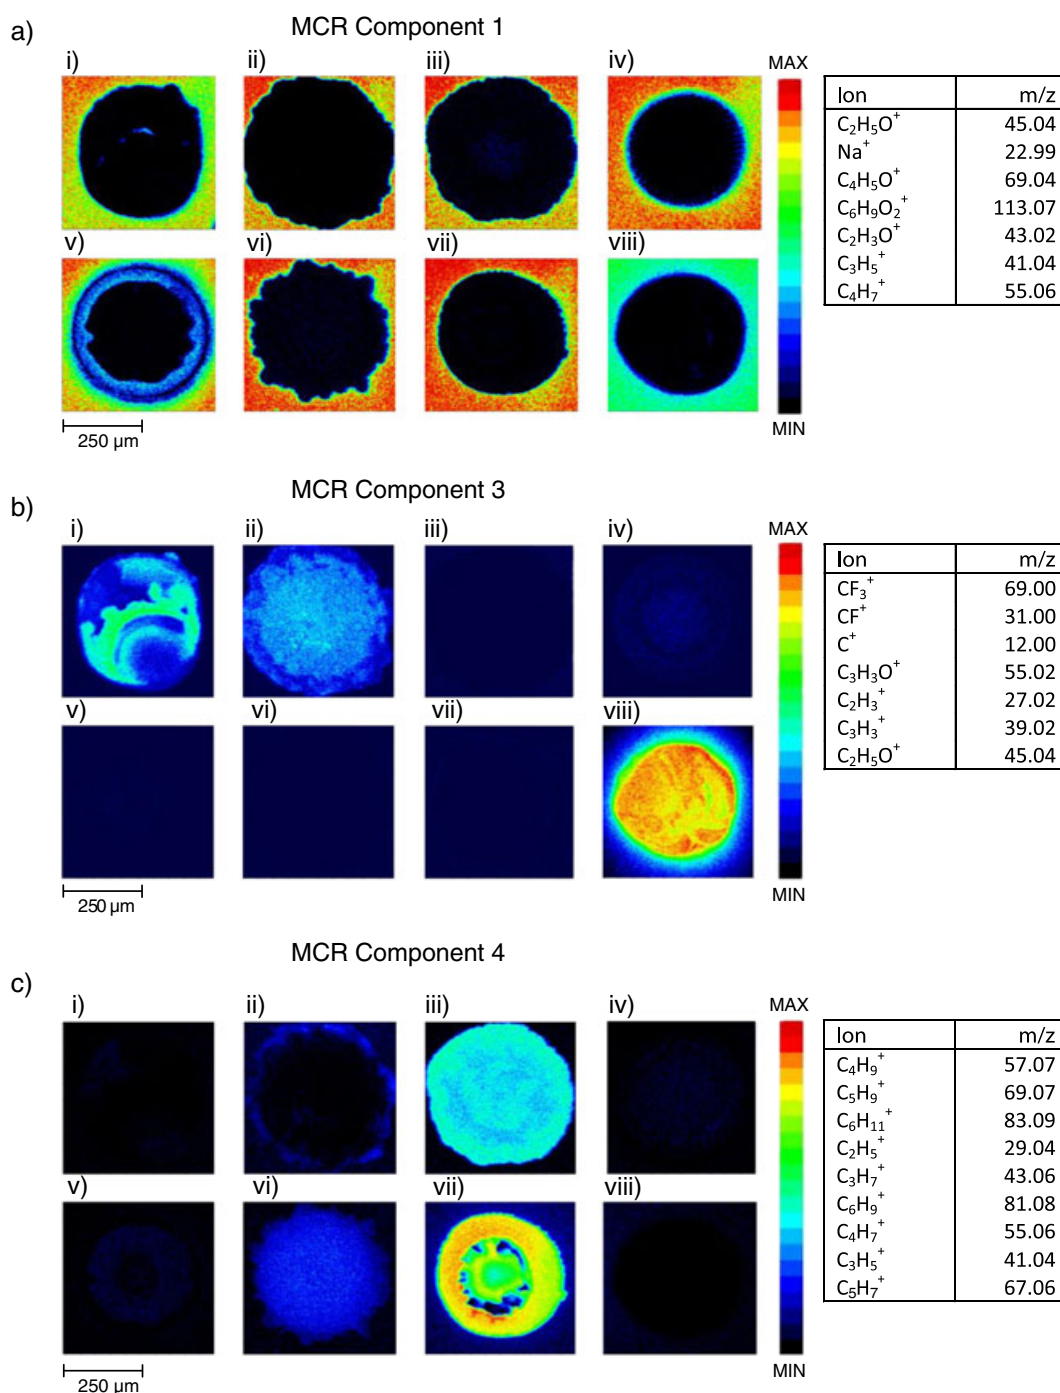 MCR Component 1
a)
i) ii) iii) iv)
v) vi) vii) viii)
250 µm
MAX
MIN
Ion m/z
C₂H₅O⁺ 45.04
Na⁺ 22.99
C₄H₅O⁺ 69.04
C₆H₉O₂⁺ 113.07
C₂H₃O⁺ 43.02
C₃H₅⁺ 41.04
C₄H₇⁺ 55.06
MCR Component 3
b)
i) ii) iii) iv)
v) vi) vii) viii)
250 µm
MAX
MIN
Ion m/z
CF₃⁺ 69.00
CF⁺ 31.00
C⁺ 12.00
C₃H₃O⁺ 55.02
C₂H₃⁺ 27.02
C₃H₃⁺ 39.02
C₂H₅O⁺ 45.04
MCR Component 4
c)
i) ii) iii) iv)
v) vi) vii) viii)
250 µm
MAX
MIN
Ion m/z
C₄H₉⁺ 57.07
C₅H₉⁺ 69.07
C₆H₁₁⁺ 83.09
C₂H₅⁺ 29.04
C₃H₇⁺ 43.06
C₆H₉⁺ 81.08
C₄H₇⁺ 55.06
C₃H₅⁺ 41.04
C₅H₇⁺ 67.06